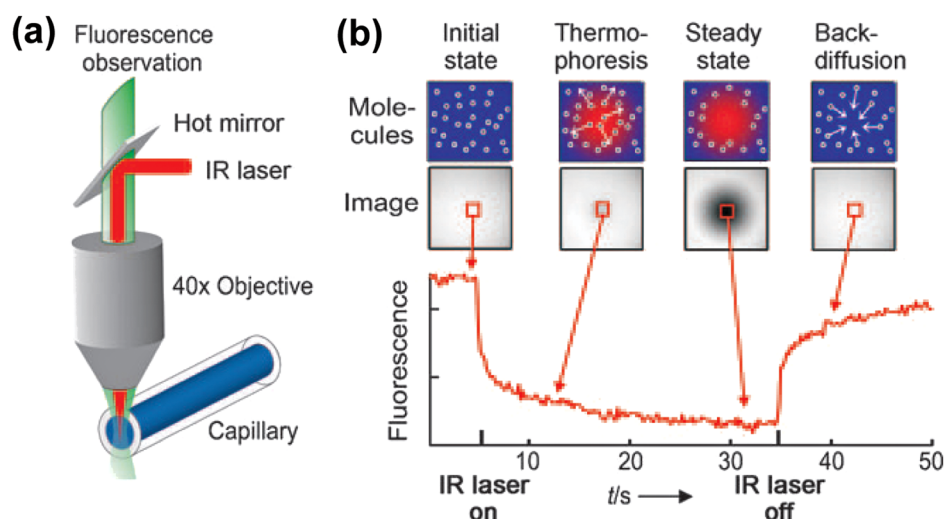 (a)
Fluorescence
observation
Hot mirror
IR laser
40x Objective
Capillary
(b)
Initial
state
Thermo-
phoresis
Steady
state
Back-
diffusion
Mole-
cules
Image
Fluorescence
10
20
30
40
50
IR laser
on
t/s
IR laser
off